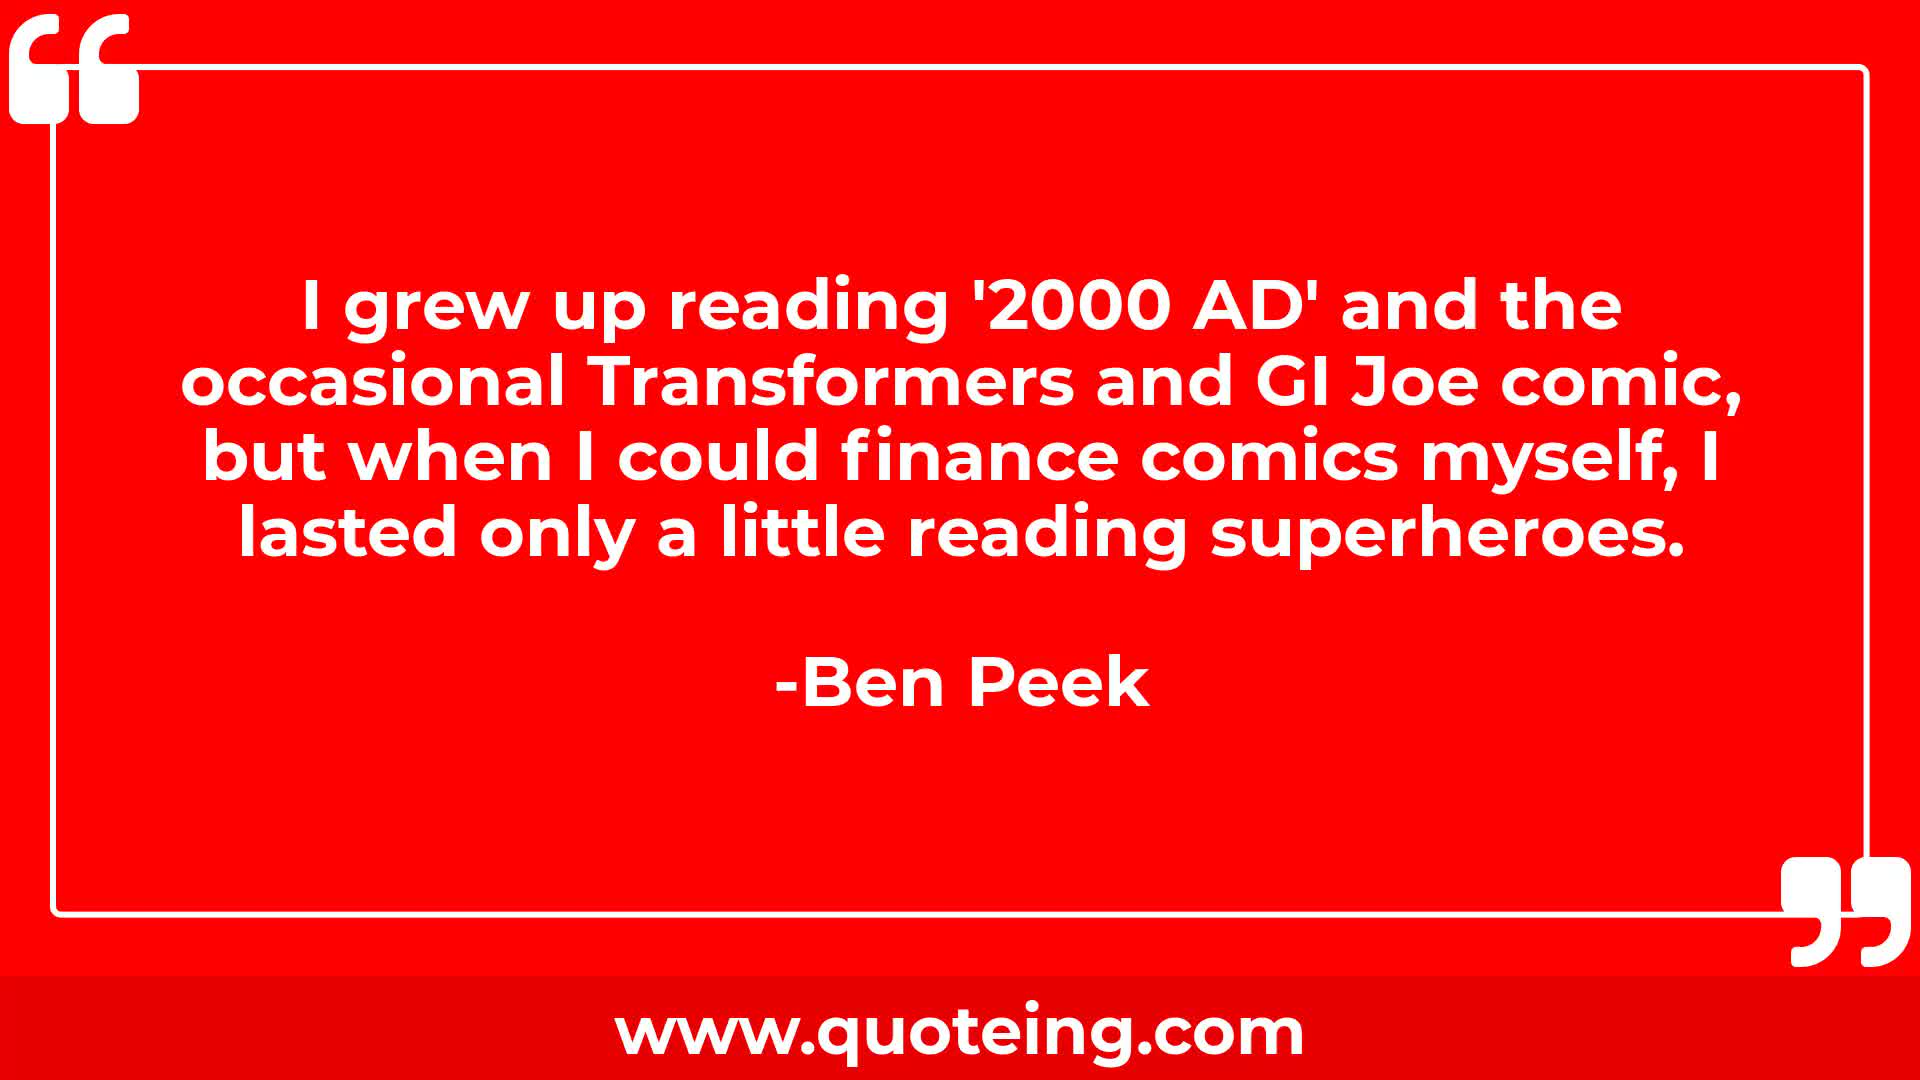 I grew up reading '2000 AD' and the
occasional Transformers and GI Joe comic,
but when I could finance comics myself, I
lasted only a little reading superheroes.
-Ben Peek
www.quoteing.com